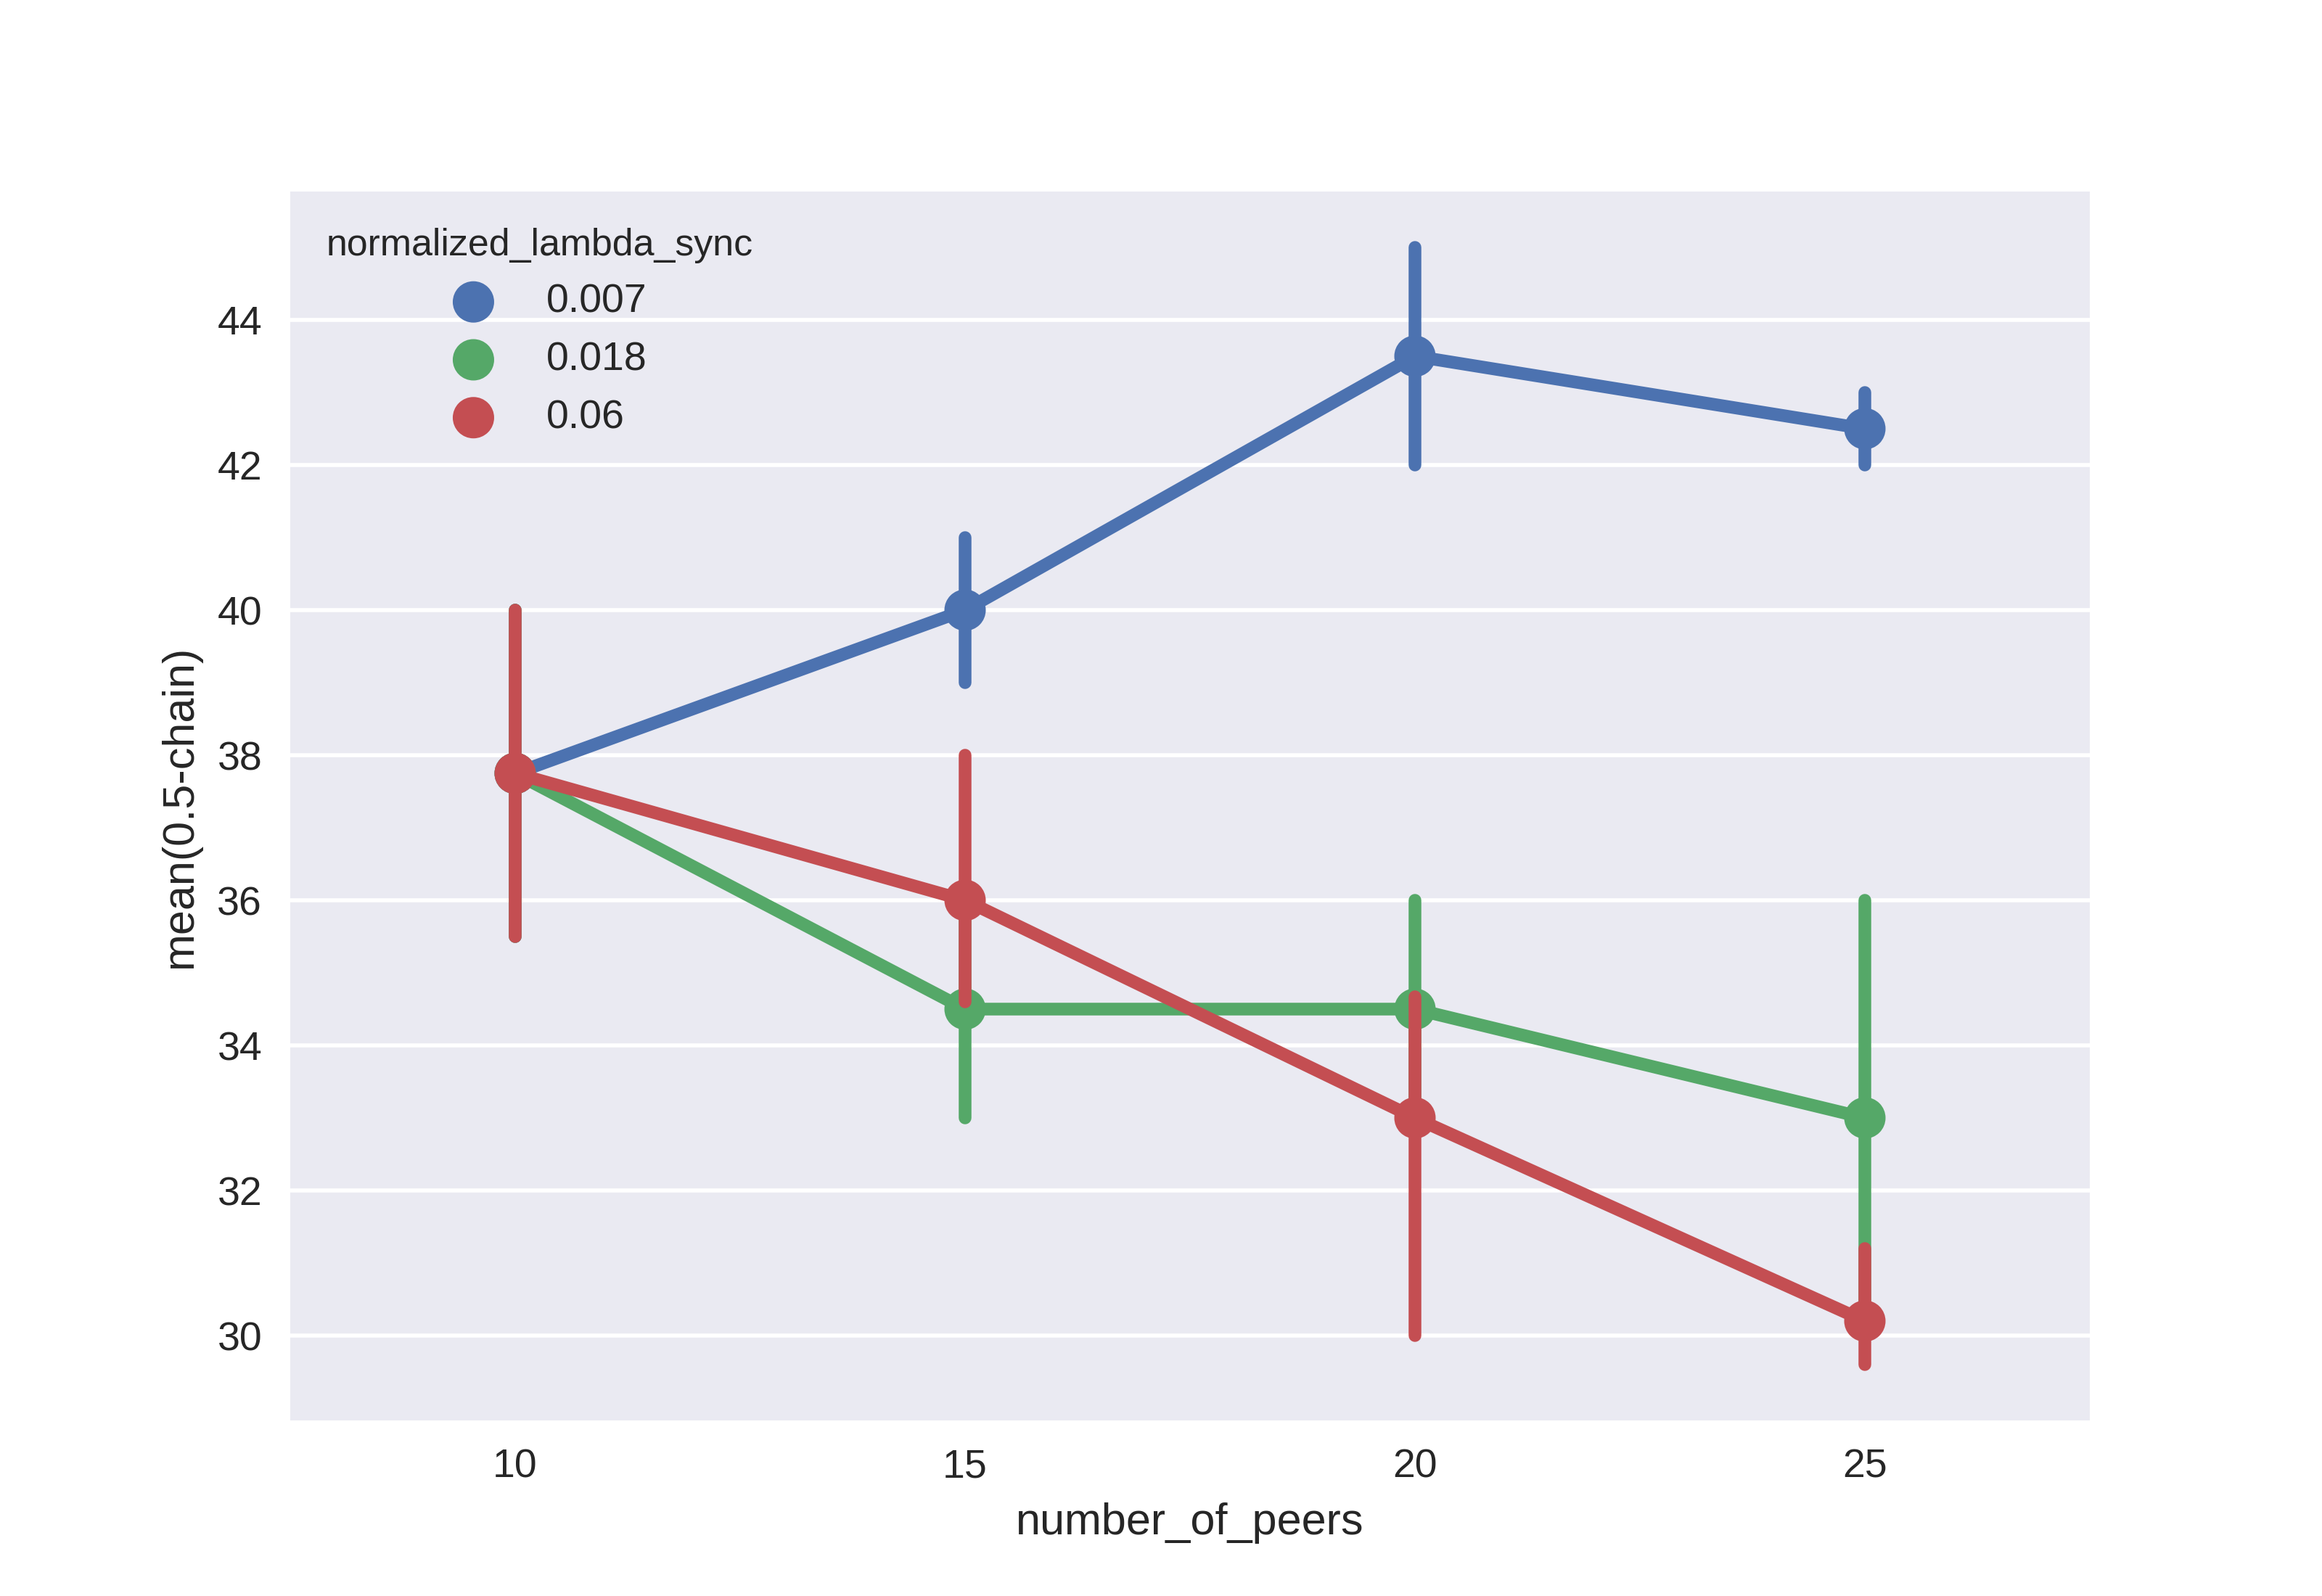 normalized_lambda_sync
0.007
0.018
0.06
44
42
40
38
36
34
32
30
mean(0.5-chain)
10 15 20 25
number_of_peers